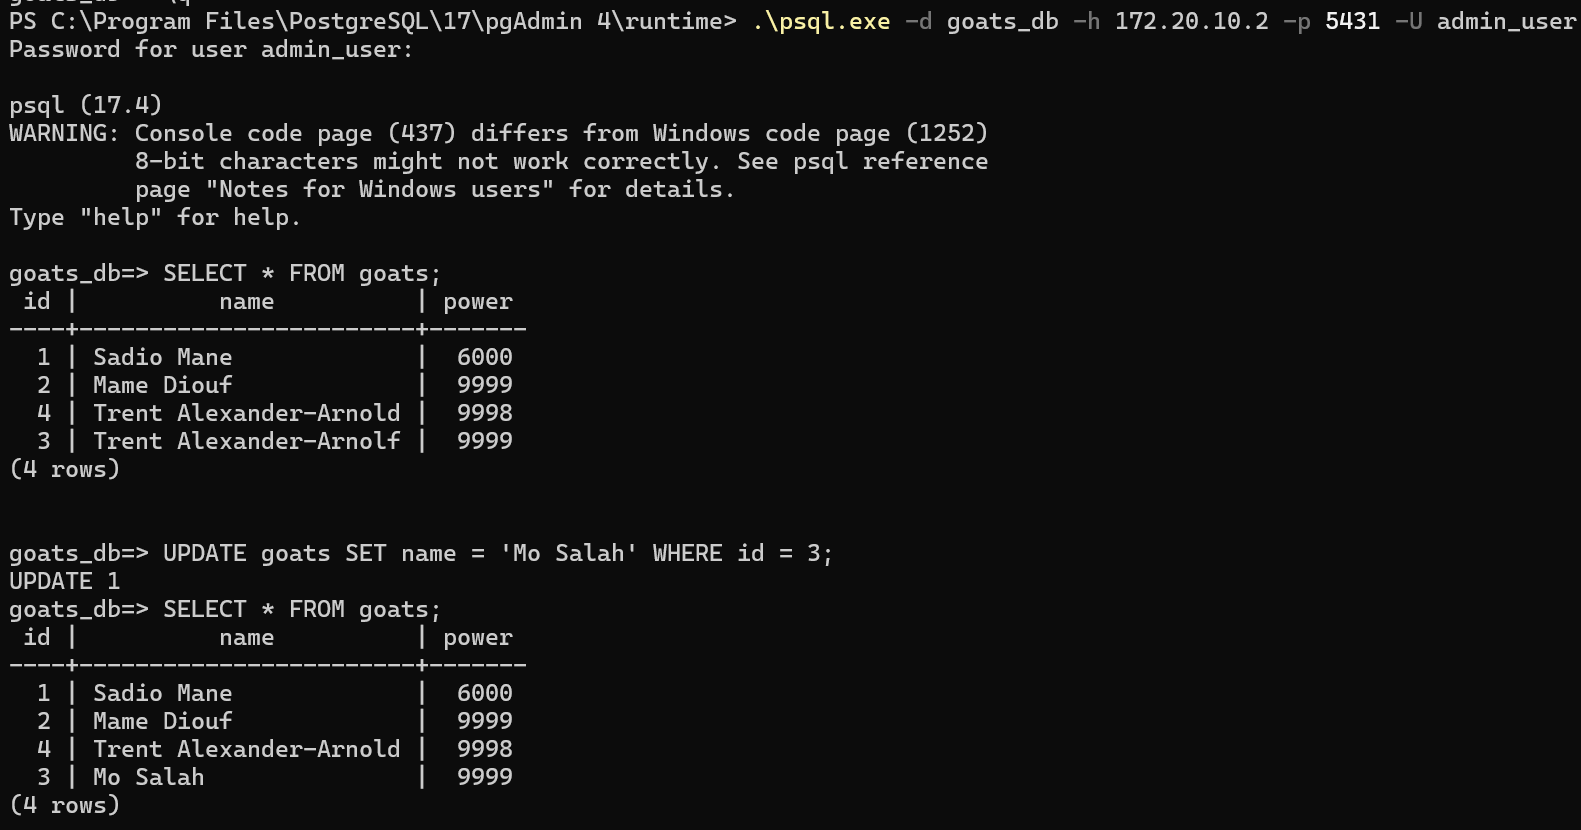 PS C:\Program Files\PostgreSQL\17\pgAdmin 4\runtime> .\psql.exe -d goats_db -h 172.20.10.2 -p 5431 -U admin_user
Password for user admin_user:

psql (17.4)
WARNING: Console code page (437) differs from Windows code page (1252)
         8-bit characters might not work correctly. See psql reference
         page "Notes for Windows users" for details.
Type "help" for help.

goats_db=> SELECT * FROM goats;
 id |          name          | power
----+------------------------+-------
  1 | Sadio Mane             |  6000
  2 | Mame Diouf             |  9999
  4 | Trent Alexander-Arnold |  9998
  3 | Trent Alexander-Arnolf |  9999
(4 rows)


goats_db=> UPDATE goats SET name = 'Mo Salah' WHERE id = 3;
UPDATE 1
goats_db=> SELECT * FROM goats;
 id |          name          | power
----+------------------------+-------
  1 | Sadio Mane             |  6000
  2 | Mame Diouf             |  9999
  4 | Trent Alexander-Arnold |  9998
  3 | Mo Salah               |  9999
(4 rows)